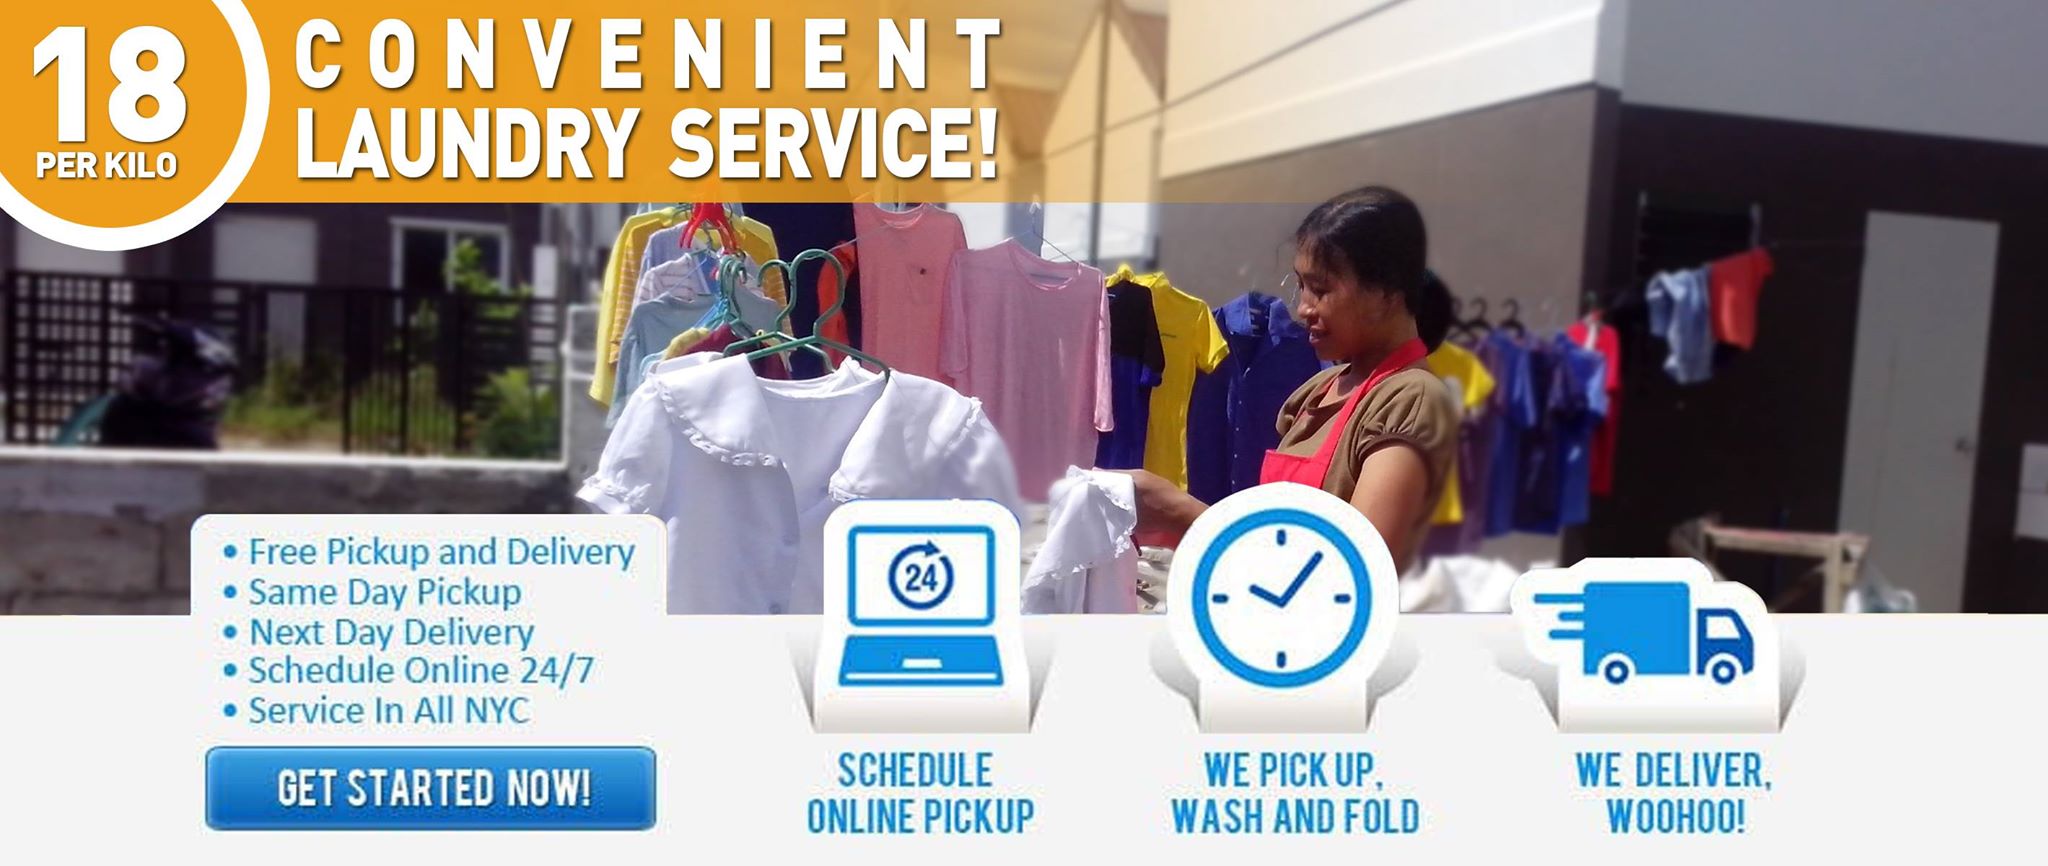 18
PER KILO
CONVENIENT
LAUNDRY SERVICE!
• Free Pickup and Delivery
• Same Day Pickup
• Next Day Delivery
• Schedule Online 24/7
• Service In All NYC
GET STARTED NOW!
24
SCHEDULE
ONLINE PICKUP
WE PICK UP,
WASH AND FOLD
WE DELIVER,
WOOHOO!